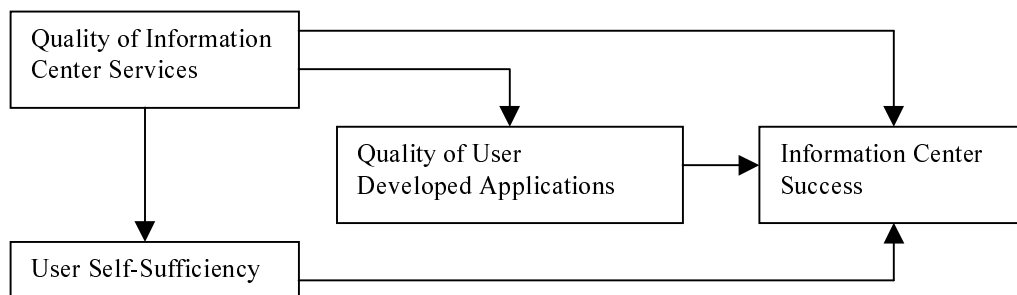 Quality of Information
Center Services
Quality of User
Developed Applications
Information Center
Success
User Self-Sufficiency